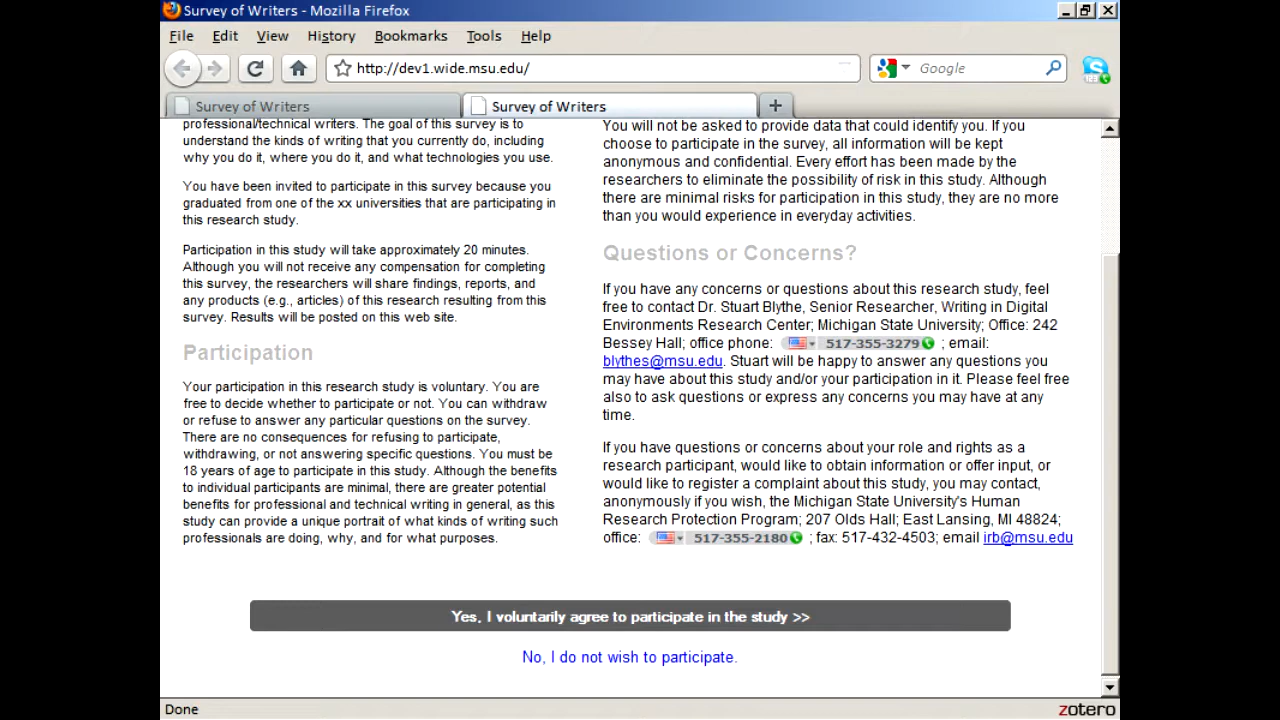 Survey of Writers - Mozilla Firefox
File Edit View History Bookmarks Tools Help
http://dev1.wide.msu.edu/
Google
Survey of Writers
Survey of Writers
professional/technical writers. The goal of this survey is to
understand the kinds of writing that you currently do, including
why you do it, where you do it, and what technologies you use.
You have been invited to participate in this survey because you
graduated from one of the xx universities that are participating in
this research study.
Participation in this study will take approximately 20 minutes.
Although you will not receive any compensation for completing
this survey, the researchers will share findings, reports, and
any products (e.g., articles) of this research resulting from this
survey. Results will be posted on this web site.
Participation
Your participation in this research study is voluntary. You are
free to decide whether to participate or not. You can withdraw
or refuse to answer any particular questions on the survey.
There are no consequences for refusing to participate,
withdrawing, or not answering specific questions. You must be
18 years of age to participate in this study. Although the benefits
to individual participants are minimal, there are greater potential
benefits for professional and technical writing in general, as this
study can provide a unique portrait of what kinds of writing such
professionals are doing, why, and for what purposes.
You will not be asked to provide data that could identify you. If you
choose to participate in the survey, all information will be kept
anonymous and confidential. Every effort has been made by the
researchers to eliminate the possibility of risk in this study. Although
there are minimal risks for participation in this study, they are no more
than you would experience in everyday activities.
Questions or Concerns?
If you have any concerns or questions about this research study, feel
free to contact Dr. Stuart Blythe, Senior Researcher, Writing in Digital
Environments Research Center; Michigan State University; Office: 242
Bessey Hall; office phone: 517-355-3279 ; email:
blythes@msu.edu. Stuart will be happy to answer any questions you
may have about this study and/or your participation in it. Please feel free
also to ask questions or express any concerns you may have at any
time.
If you have questions or concerns about your role and rights as a
research participant, would like to obtain information or offer input, or
would like to register a complaint about this study, you may contact,
anonymously if you wish, the Michigan State University's Human
Research Protection Program; 207 Olds Hall; East Lansing, MI 48824;
office: 517-355-2180 ; fax: 517-432-4503; email irb@msu.edu
Yes, I voluntarily agree to participate in the study >>
No, I do not wish to participate.
Done
zotero